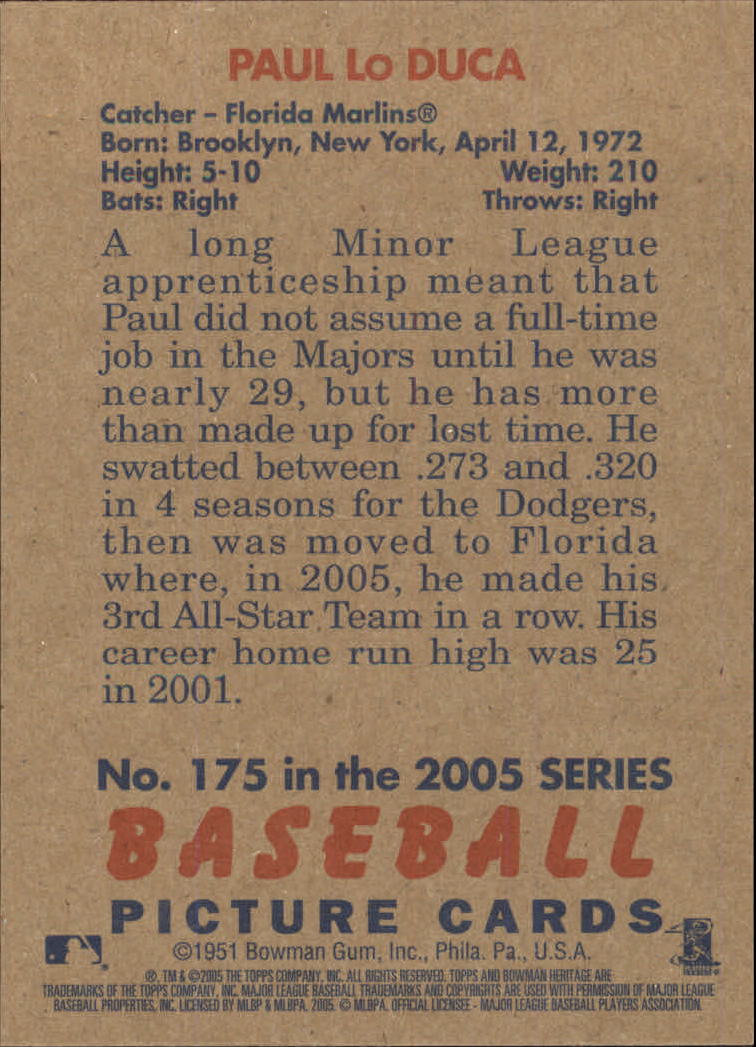 PAUL Lo DUCA
Catcher – Florida Marlins®
Born: Brooklyn, New York, April 12, 1972
Height: 5-10 Weight: 210
Bats: Right Throws: Right
A long Minor League
apprenticeship meant that
Paul did not assume a full-time
job in the Majors until he was
nearly 29, but he has more
than made up for lost time. He
swatted between .273 and .320
in 4 seasons for the Dodgers,
then was moved to Florida
where, in 2005, he made his
3rd All-Star Team in a row. His
career home run high was 25
in 2001.
No. 175 in the 2005 SERIES
BASEBALL
PICTURE CARDS
©1951 Bowman Gum, Inc., Phila. Pa., U.S.A.
®, TM & ©2005 THE TOPPS COMPANY, INC. ALL RIGHTS RESERVED. TOPPS AND BOWMAN HERITAGE ARE
TRADEMARKS OF THE TOPPS COMPANY, INC. MAJOR LEAGUE BASEBALL TRADEMARKS AND COPYRIGHTS ARE USED WITH PERMISSION OF MAJOR LEAGUE
BASEBALL PROPERTIES, INC. LICENSED BY MLBP & MLBPA, 2005. © MLBPA. OFFICIAL LICENSEE - MAJOR LEAGUE BASEBALL PLAYERS ASSOCIATION.